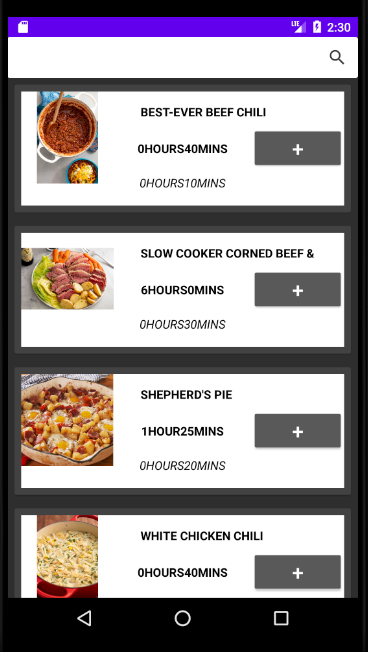 LTE 2:30
BEST-EVER BEEF CHILI
0HOURS40MINS
+
0HOURS10MINS
SLOW COOKER CORNED BEEF &
6HOURS0MINS
+
0HOURS30MINS
SHEPHERD'S PIE
1HOUR25MINS
+
0HOURS20MINS
WHITE CHICKEN CHILI
0HOURS40MINS
+